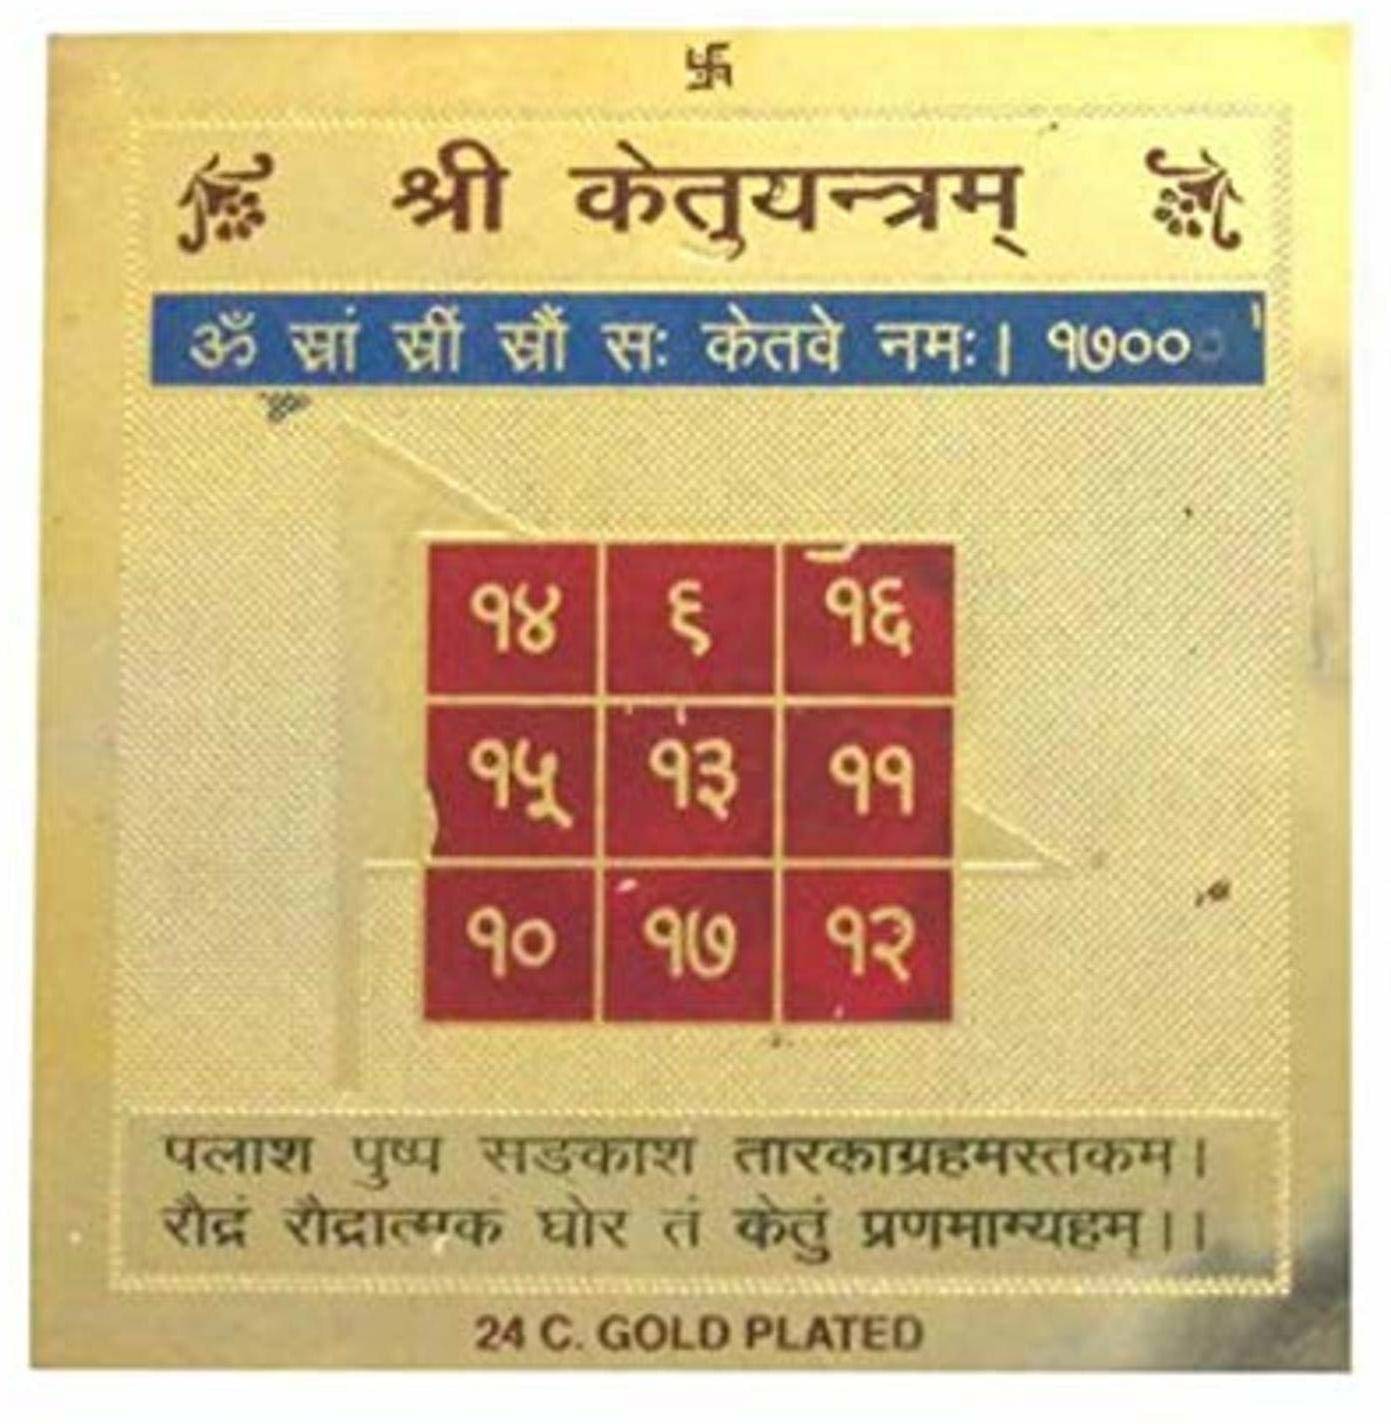 श्री केतुयन्त्रम्
ॐ स्रां स्रीं स्रौं सः केतवे नमः। १७०००
१४ ९ १६
१५ १३ ११
१० १७ १२
पलाश पुष्प सङ्काश तारकाग्रहमस्तकम।
रौद्रं रौद्रात्मकं घोर तं केतुं प्रणमाम्यहम्।।
24 C. GOLD PLATED